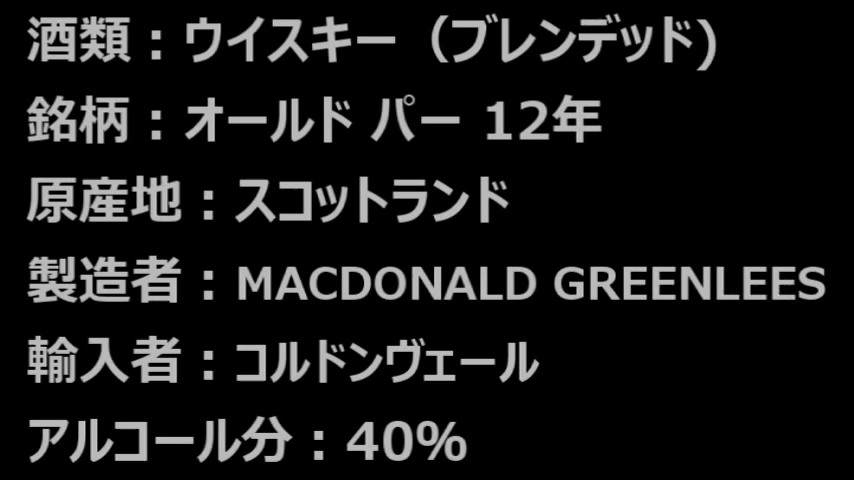 酒類：ウイスキー（ブレンデッド)
銘柄：オールド パー 12年
原産地：スコットランド
製造者：MACDONALD GREENLEES
輸入者：コルドンヴェール
アルコール分：40%